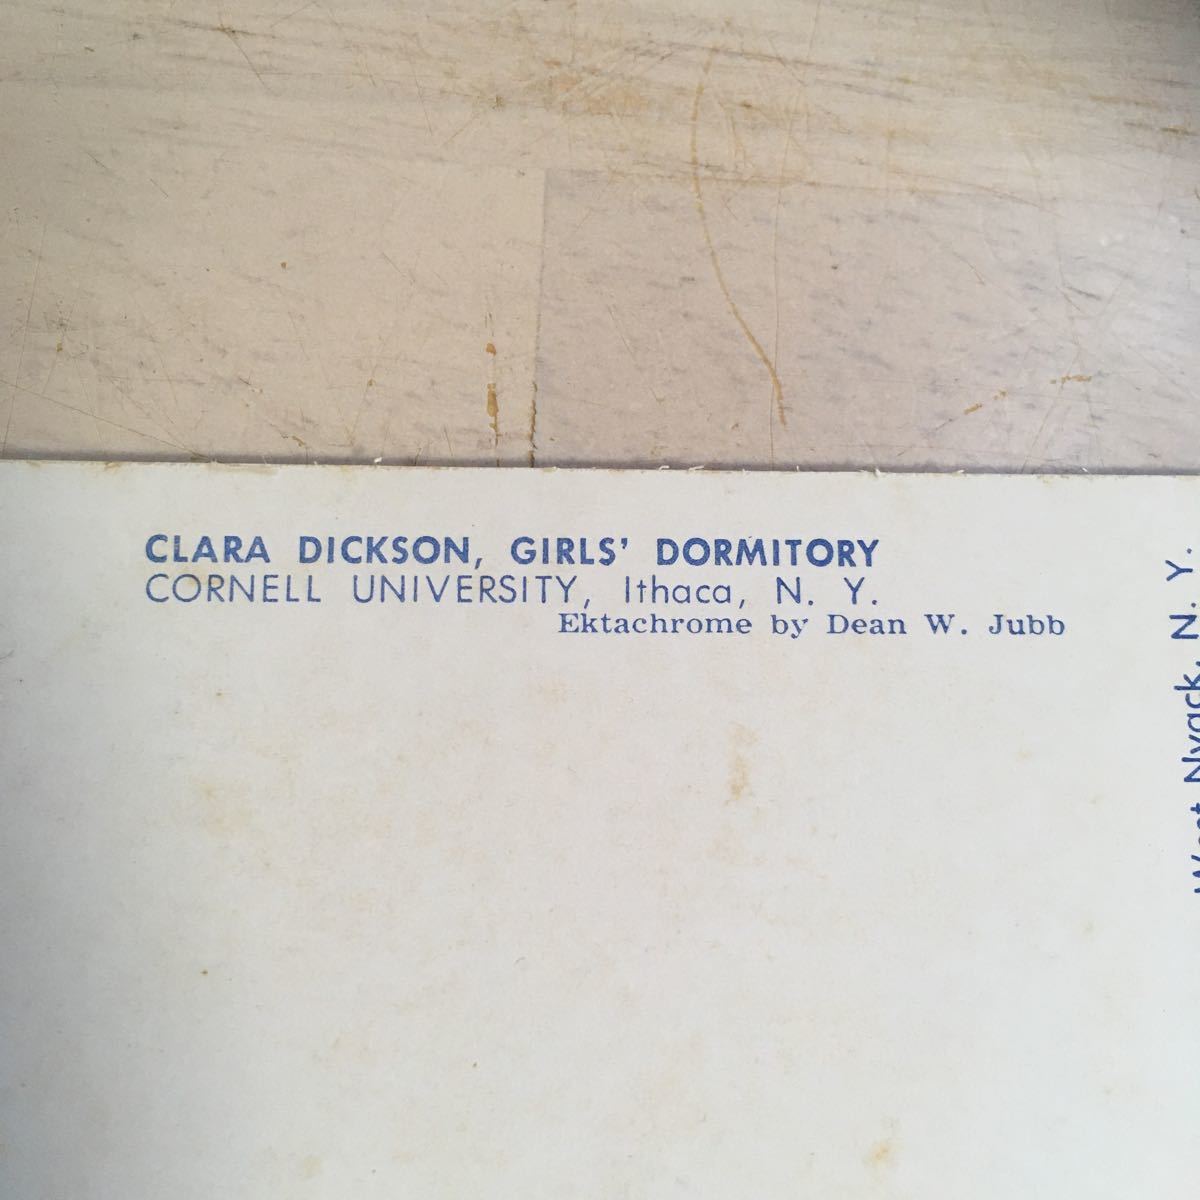 CLARA DICKSON, GIRLS' DORMITORY
CORNELL UNIVERSITY, Ithaca, N. Y.
Ektachrome by Dean W. Jubb
West Nyack, N. Y.